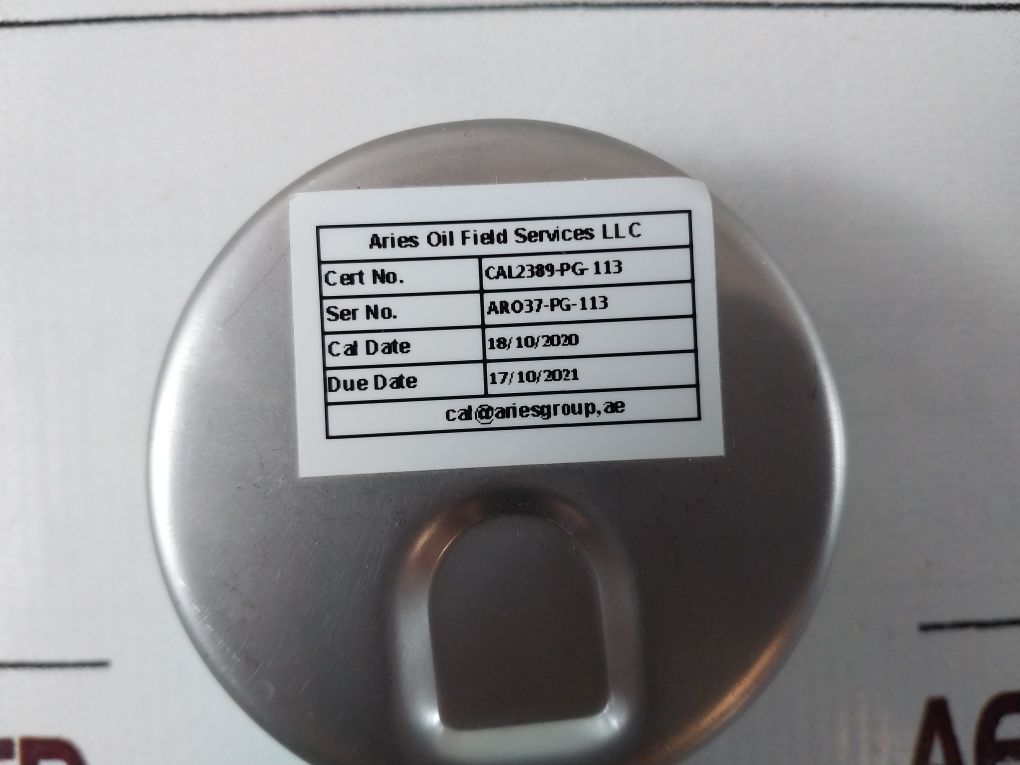 Aries Oil Field Services LLC
Cert No. CAL2389-PG-113
Ser No. ARO37-PG-113
Cal Date 18/10/2020
Due Date 17/10/2021
cal@ariesgroup,ae